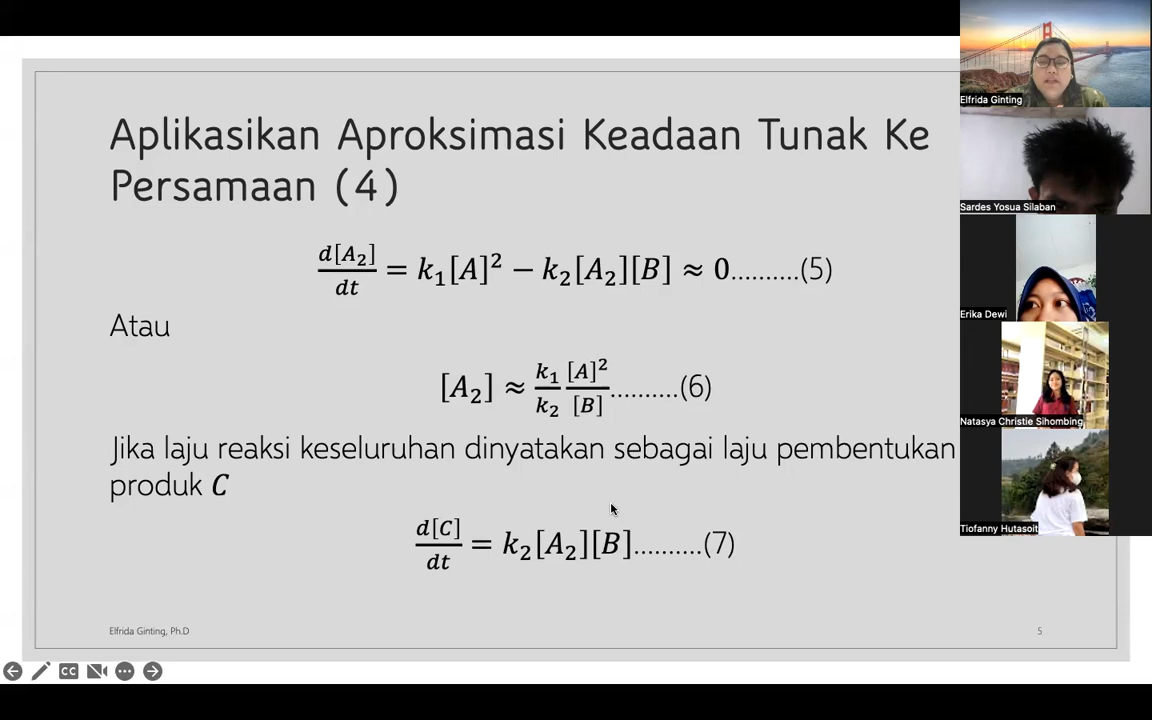 Aplikasikan Aproksimasi Keadaan Tunak Ke
Persamaan (4)
d[A₂]/dt = k₁[A]² − k₂[A₂][B] ≈ 0..........(5)
Atau
[A₂] ≈ k₁/k₂ [A]²/[B]..........(6)
Jika laju reaksi keseluruhan dinyatakan sebagai laju pembentukan
produk C
d[C]/dt = k₂[A₂][B]..........(7)
Elfrida Ginting, Ph.D
5
CC
Elfrida Ginting
Sardes Yosua Silaban
Erika Dewi
Natasya Christie Sihombing
Tiofanny Hutasoit